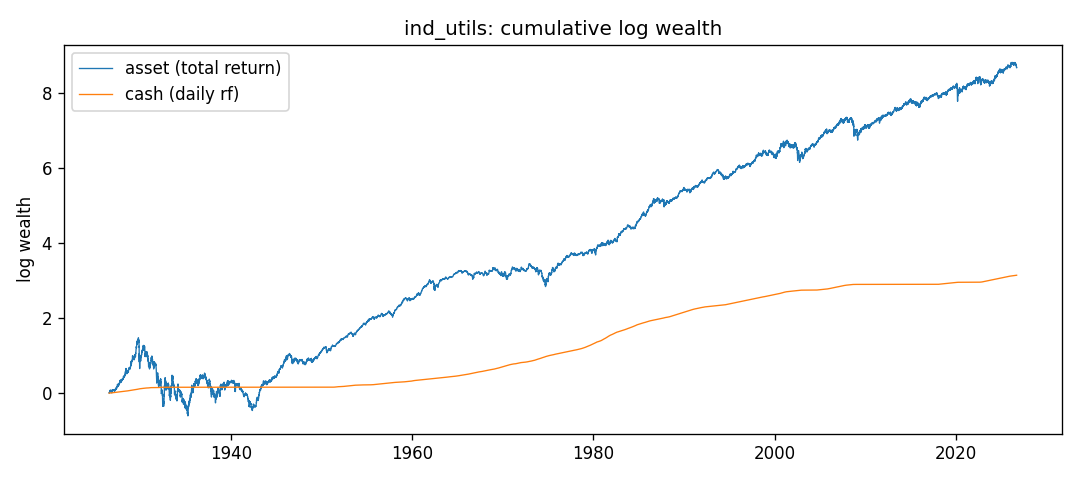 ind_utils: cumulative log wealth
asset (total return)
cash (daily rf)
log wealth
8
6
4
2
0
1940 1960 1980 2000 2020